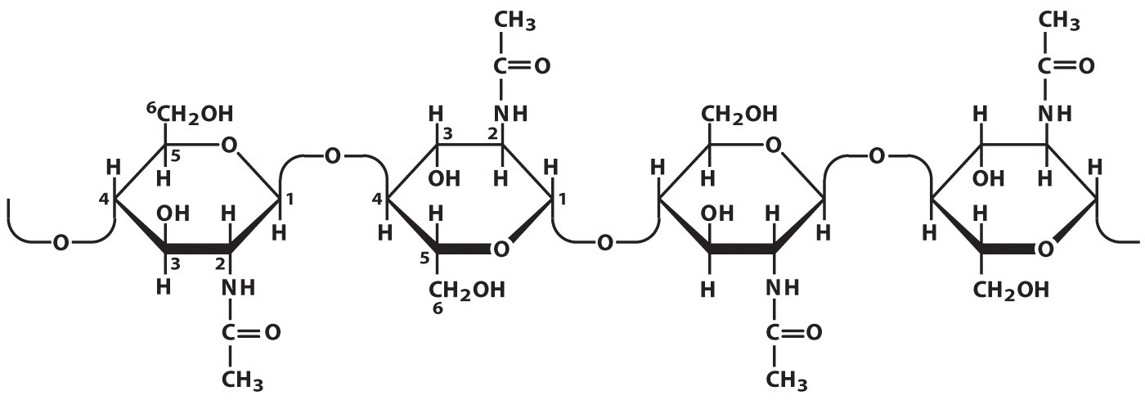 CH3 CH3
C=O C=O
6CH2OH H NH CH2OH H NH
H 5 O O 3 2 H H O O H
4 H OH H 1 H OH H
OH H 1 4 H OH H H
H H H H
O 3 2 5 O O O O
H NH CH2OH H NH CH2OH
6
C=O C=O
CH3 CH3